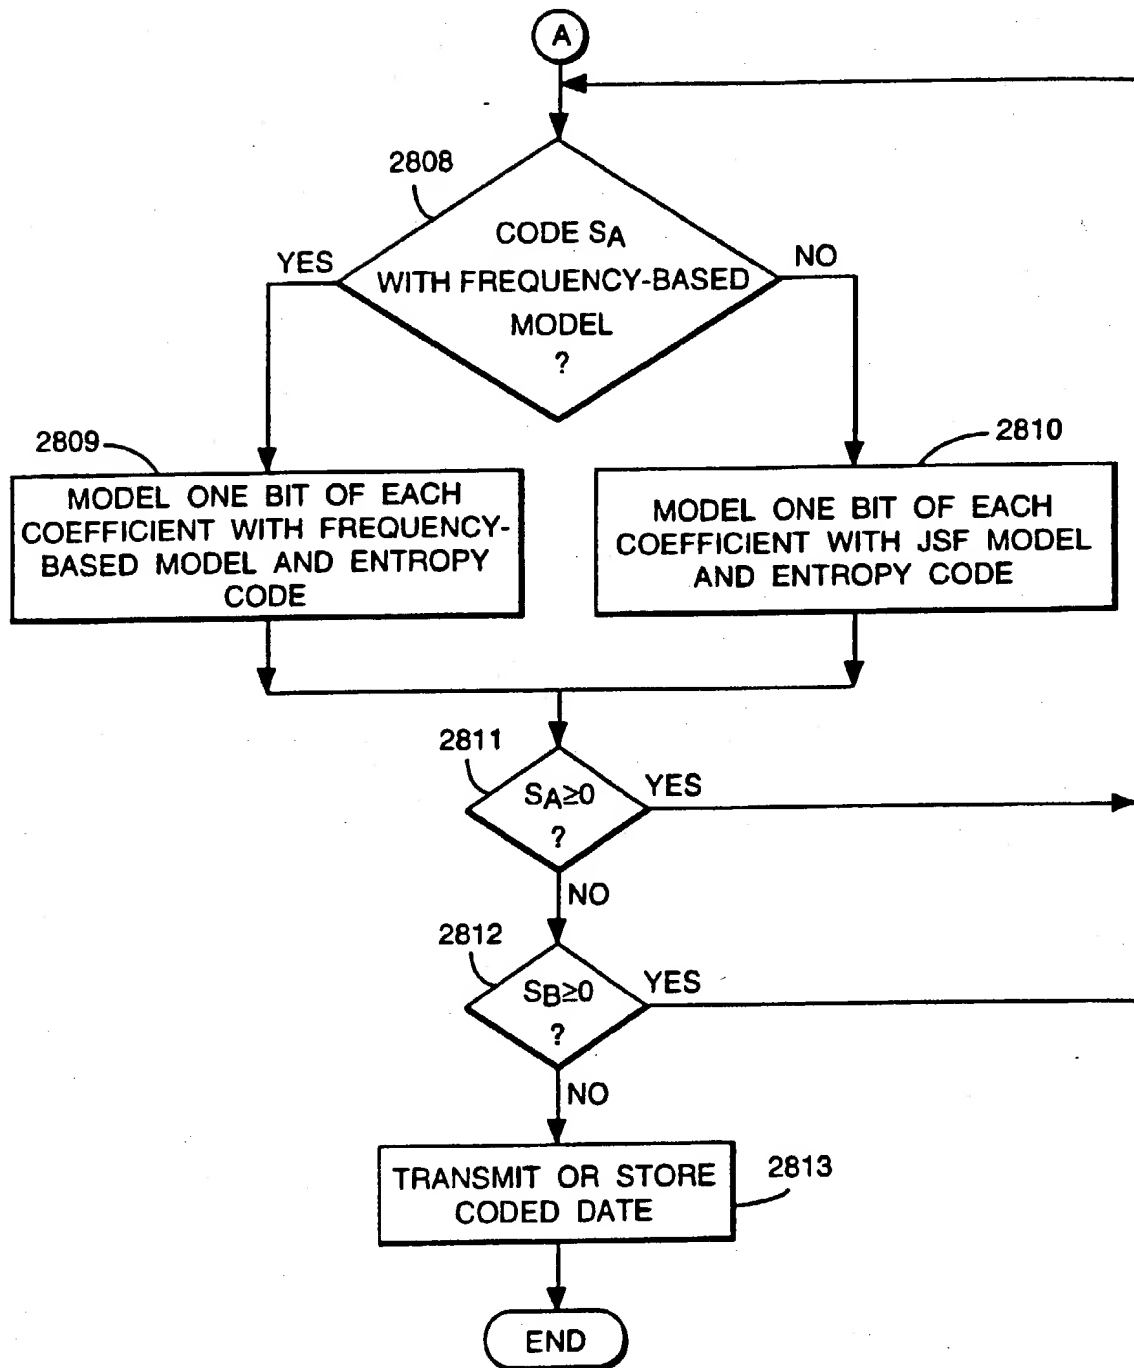 A
2808
CODE SA
WITH FREQUENCY-BASED
MODEL
?
YES
NO
2809
MODEL ONE BIT OF EACH
COEFFICIENT WITH FREQUENCY-
BASED MODEL AND ENTROPY
CODE
2810
MODEL ONE BIT OF EACH
COEFFICIENT WITH JSF MODEL
AND ENTROPY CODE
2811
SA≥0
?
YES
NO
2812
SB≥0
?
YES
NO
TRANSMIT OR STORE
CODED DATE
2813
END